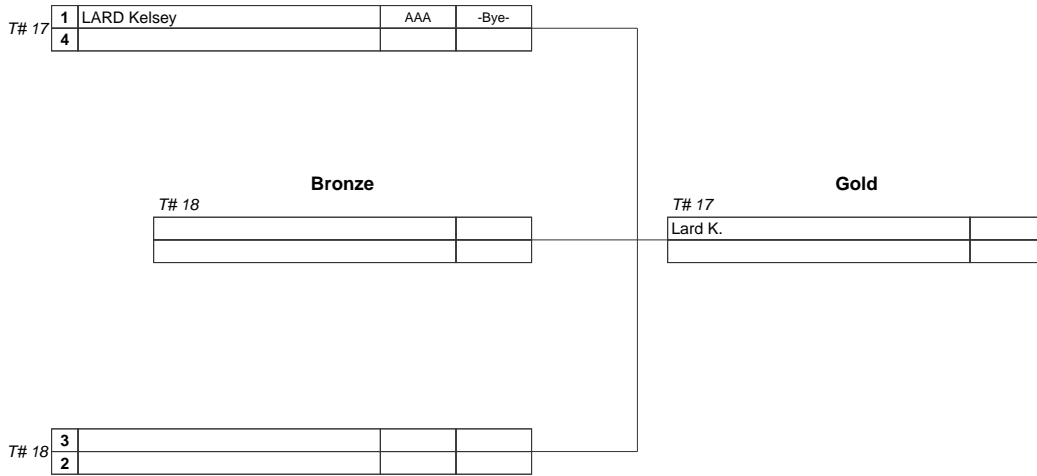 T# 17
1 LARD Kelsey AAA -Bye-
4
Bronze
Gold
T# 18
T# 17
Lard K.
T# 18
3
2